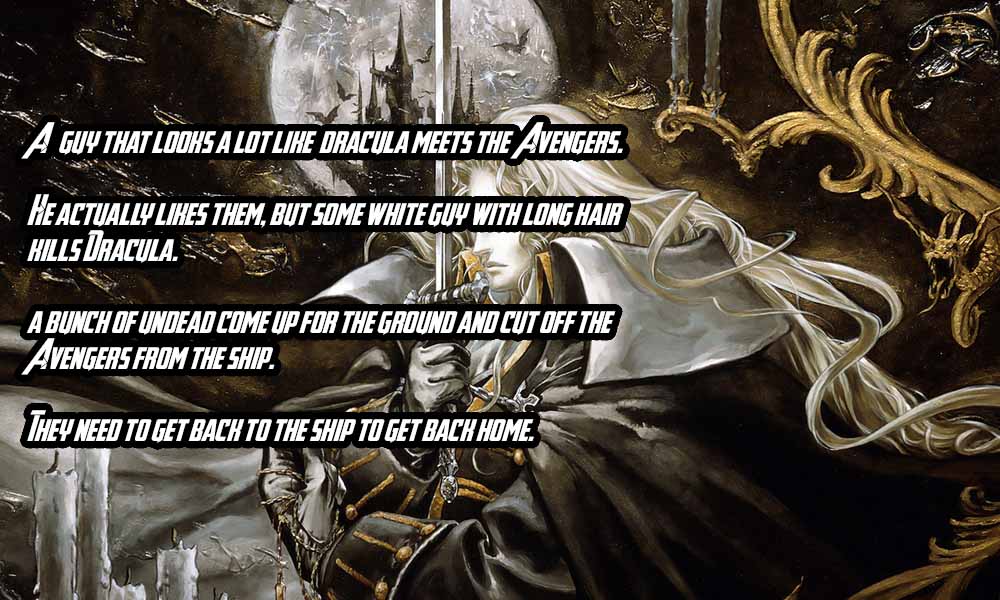 A guy that looks a lot like dracula meets the Avengers.
He actually likes them, but some white guy with long hair
kills Dracula.
a bunch of undead come up for the ground and cut off the
Avengers from the ship.
They need to get back to the ship to get back home.